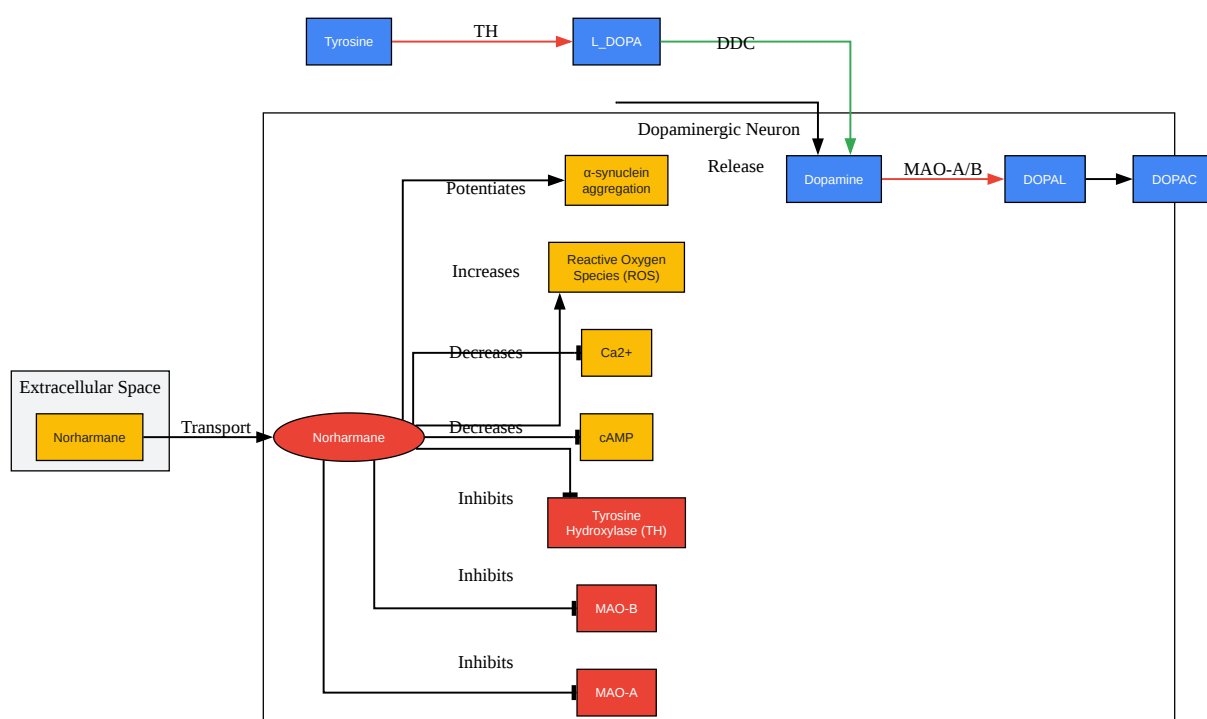 TH
Tyrosine
L_DOPA
DDC
Dopaminergic Neuron
Release
Dopamine
MAO-A/B
DOPAL
DOPAC
Potentiates
α-synuclein
aggregation
Increases
Reactive Oxygen
Species (ROS)
Decreases
Ca2+
Extracellular Space
Norharmane
Transport
Norharmane
Decreases
cAMP
Inhibits
Tyrosine
Hydroxylase (TH)
Inhibits
MAO-B
Inhibits
MAO-A